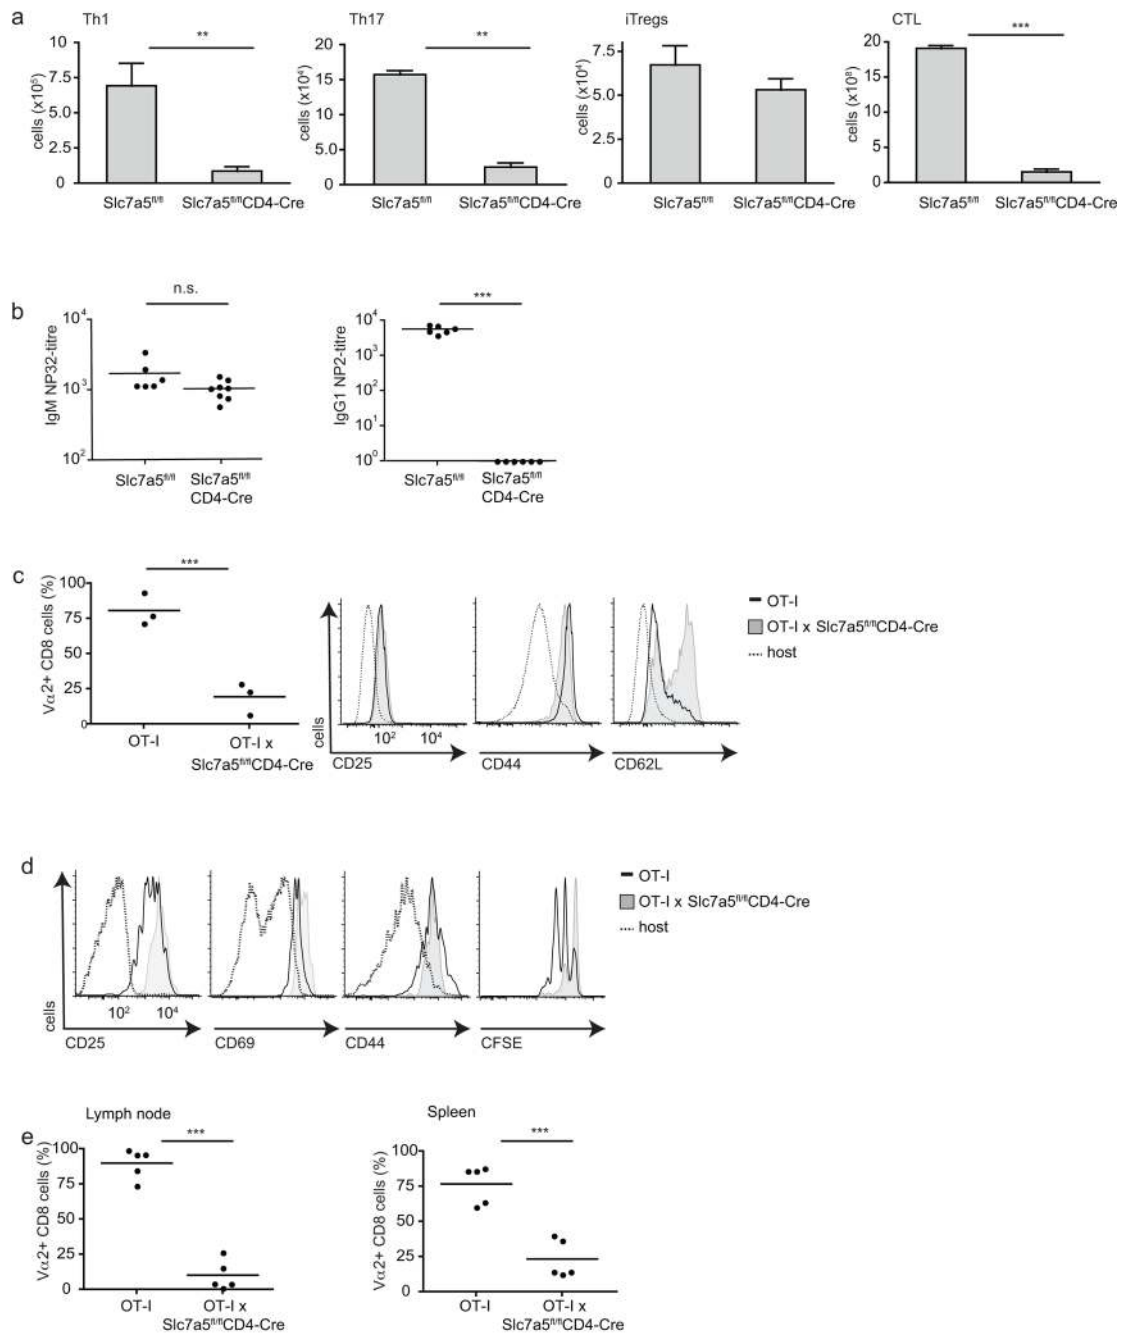 a
Th1
Th17
iTregs
CTL
**
**
***
cells (x10⁵)
10
7.5
5.0
2.5
0
Slc7a5fl/fl
Slc7a5fl/flCD4-Cre
cells (x10⁴)
20
15
10
5
0
Slc7a5fl/fl
Slc7a5fl/flCD4-Cre
cells (x10⁴)
7.5
5.0
2.5
0
Slc7a5fl/fl
Slc7a5fl/flCD4-Cre
cells (x10⁸)
20
15
10
5
0
Slc7a5fl/fl
Slc7a5fl/flCD4-Cre
b
n.s.
IgM NP32-titre
10⁴
10³
10²
Slc7a5fl/fl
Slc7a5fl/fl
CD4-Cre
***
IgG1 NP2-titre
10⁴
10³
10²
10¹
10⁰
Slc7a5fl/fl
Slc7a5fl/fl
CD4-Cre
c
***
Vα2+ CD8 cells (%)
100
75
50
25
0
OT-I
OT-I x
Slc7a5fl/flCD4-Cre
cells
10² 10⁴
CD25
CD44
CD62L
OT-I
OT-I x Slc7a5fl/flCD4-Cre
host
d
cells
10² 10⁴
CD25
CD69
CD44
CFSE
OT-I
OT-I x Slc7a5fl/flCD4-Cre
host
e
Lymph node
***
Vα2+ CD8 cells (%)
100
75
50
25
0
OT-I
OT-I x
Slc7a5fl/flCD4-Cre
Spleen
***
Vα2+ CD8 cells (%)
100
75
50
25
0
OT-I
OT-I x
Slc7a5fl/flCD4-Cre